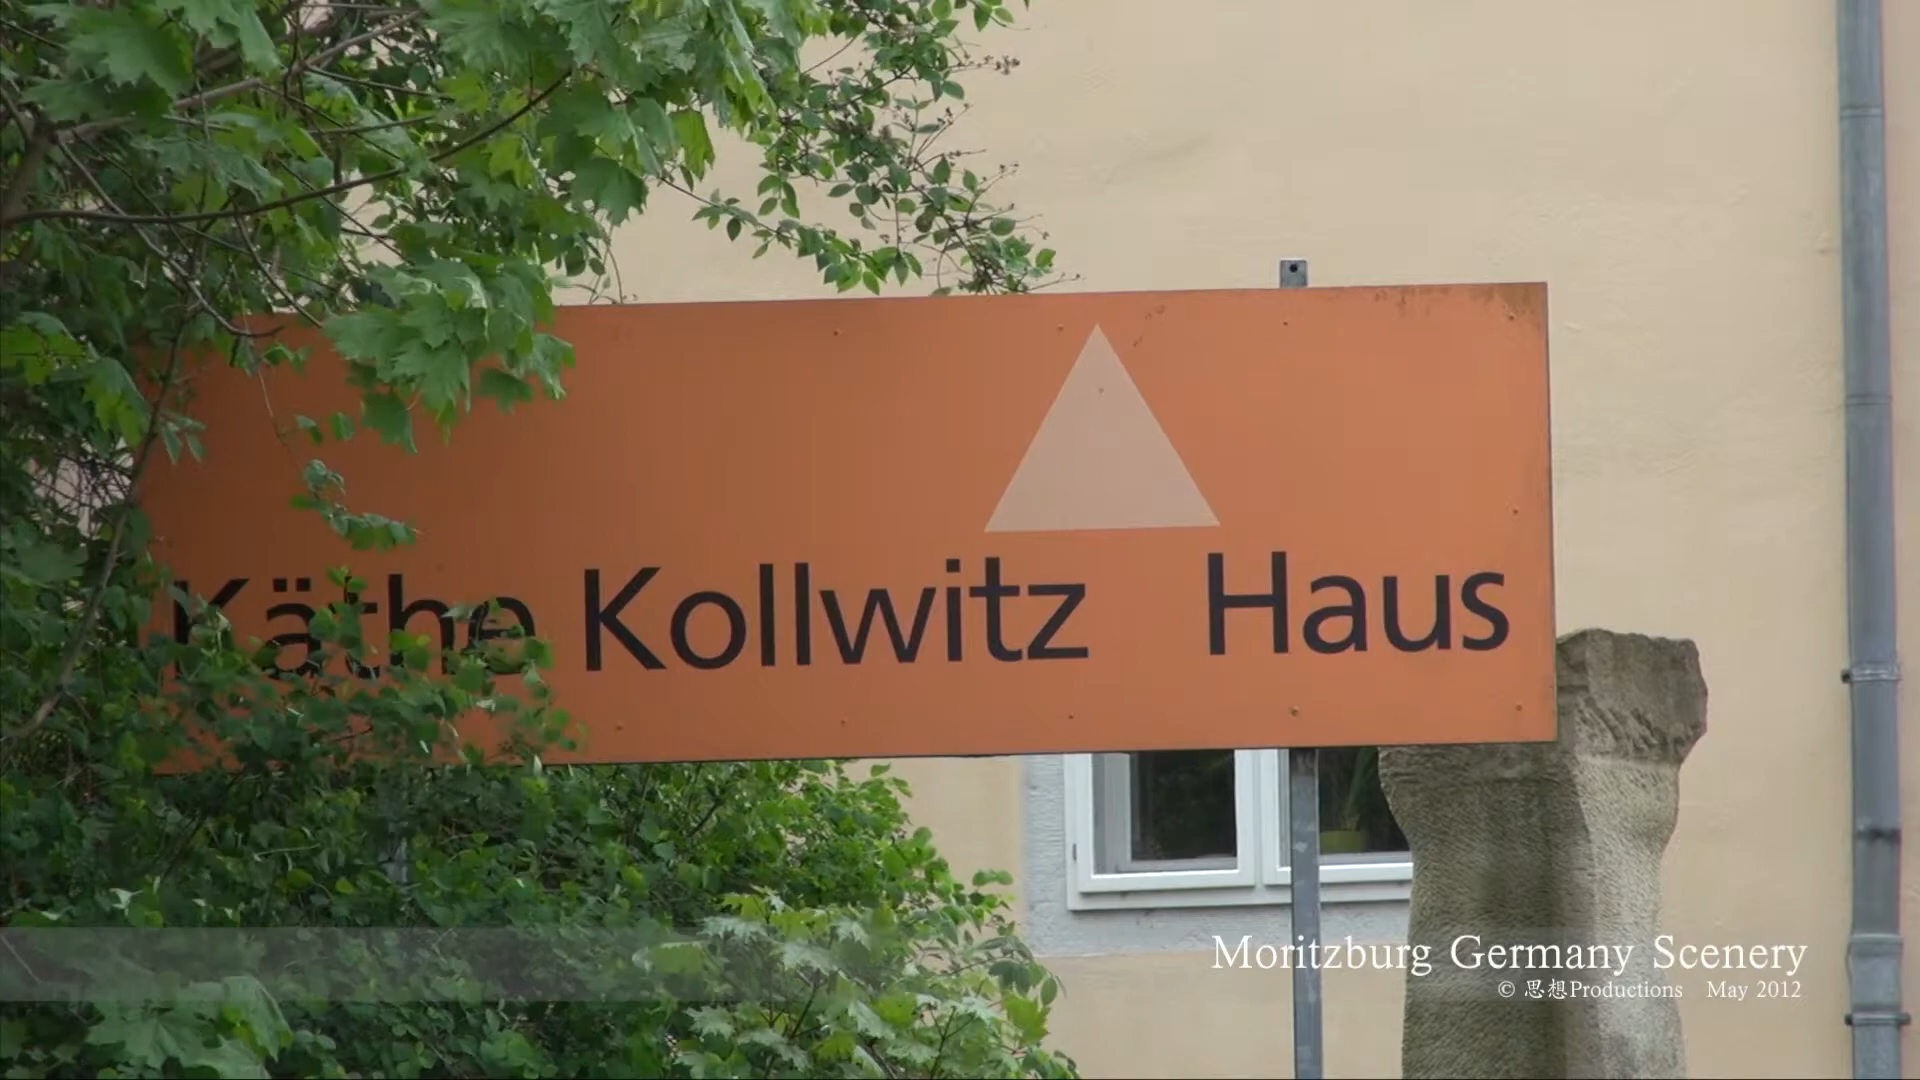 Käthe Kollwitz Haus
Moritzburg Germany Scenery
© 思想Productions May 2012